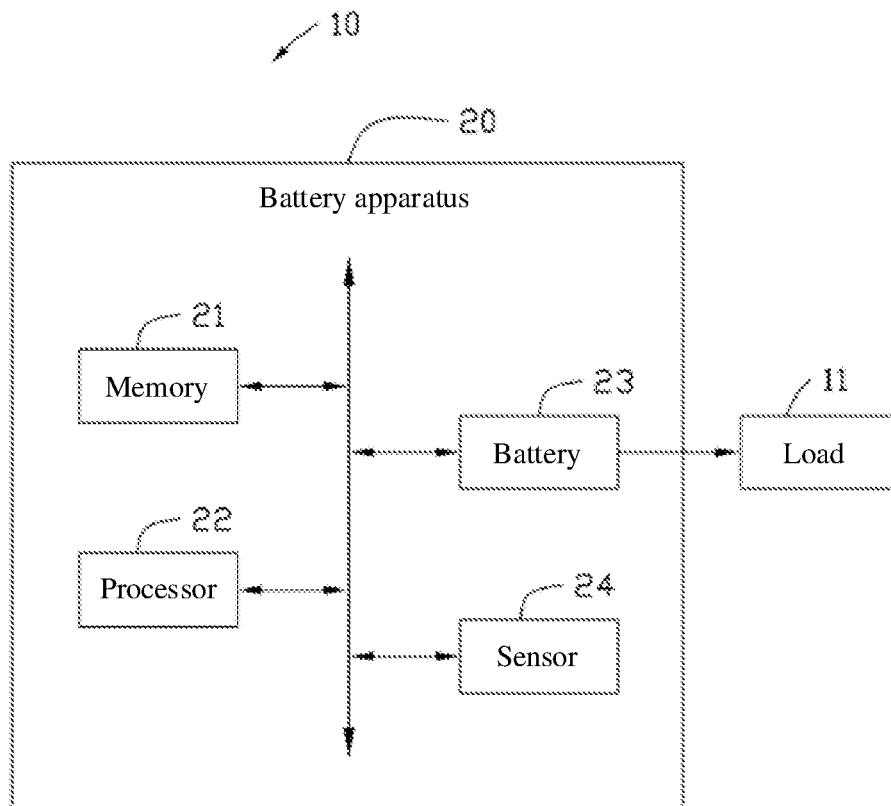 10
20
Battery apparatus
21
Memory
23
11
Battery
Load
22
Processor
24
Sensor